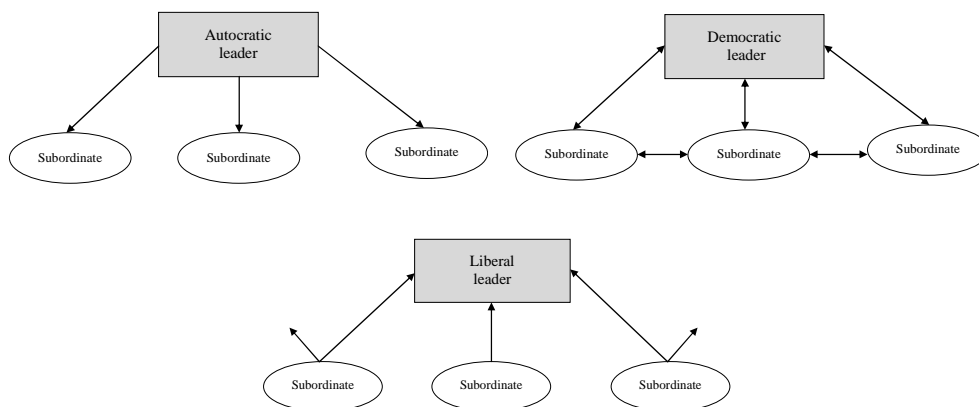 Autocratic
leader
Subordinate
Subordinate
Subordinate
Democratic
leader
Subordinate
Subordinate
Subordinate
Liberal
leader
Subordinate
Subordinate
Subordinate